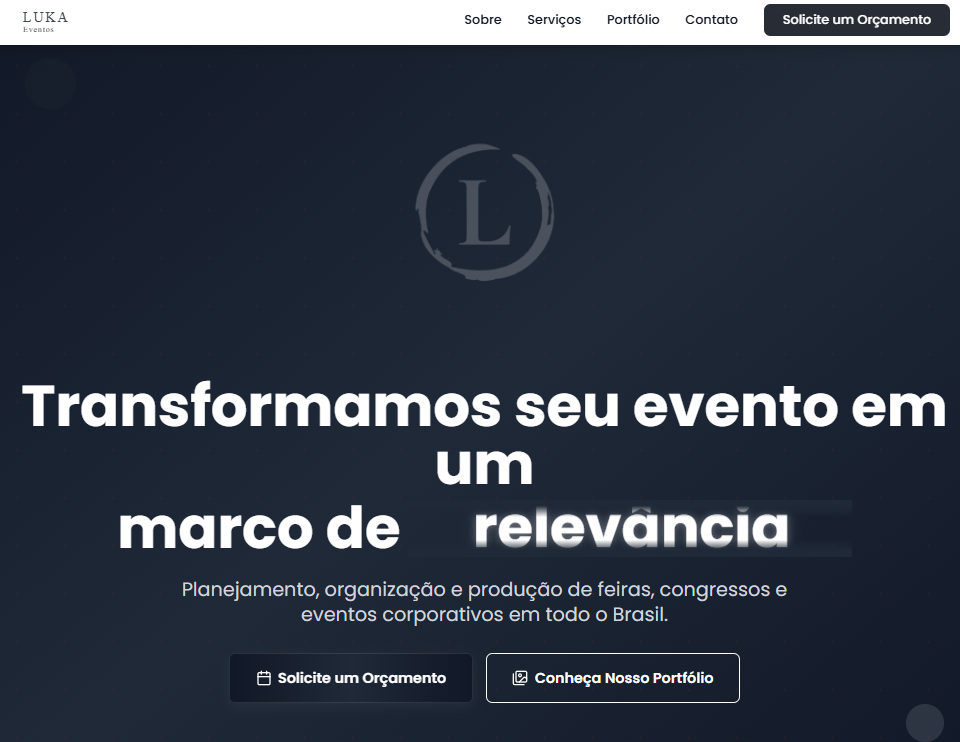 LUKA
Eventos
Sobre Serviços Portfólio Contato Solicite um Orçamento
L
Transformamos seu evento em
um
marco de relevância
Planejamento, organização e produção de feiras, congressos e
eventos corporativos em todo o Brasil.
Solicite um Orçamento Conheça Nosso Portfólio